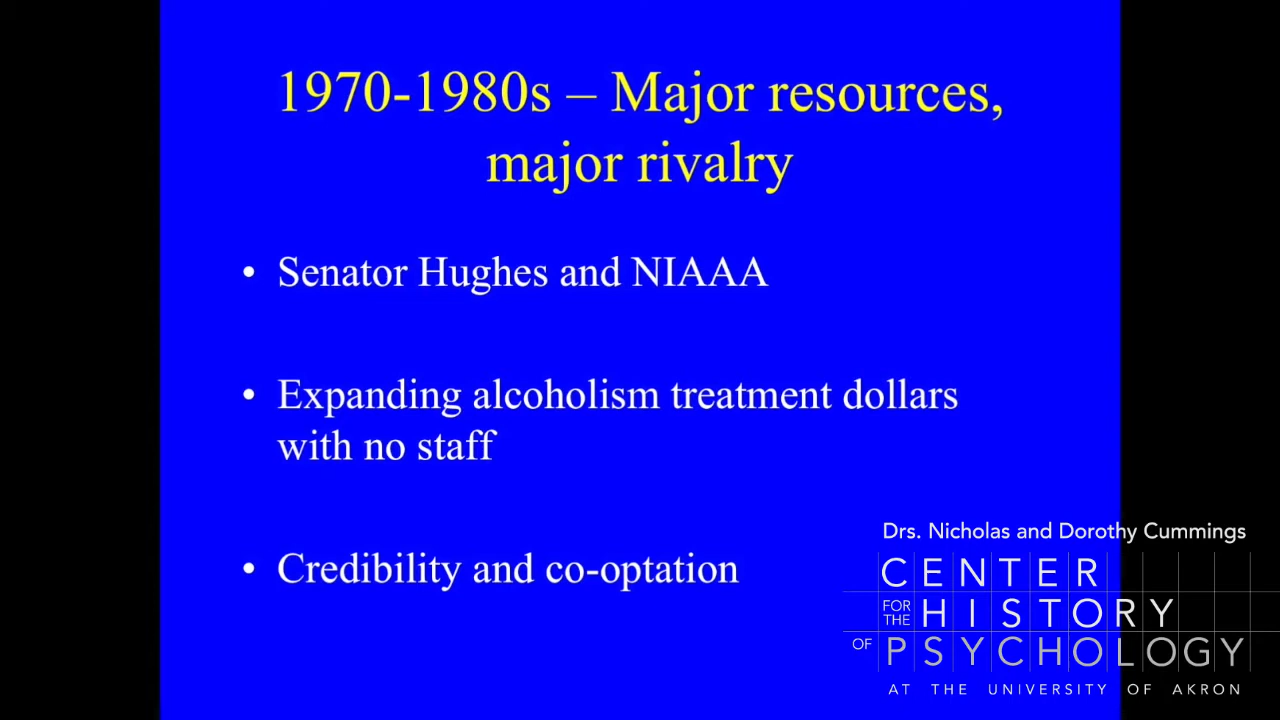 1970-1980s – Major resources,
major rivalry
• Senator Hughes and NIAAA
• Expanding alcoholism treatment dollars
with no staff
• Credibility and co-optation
Drs. Nicholas and Dorothy Cummings
CENTER
FOR THE HISTORY
OF PSYCHOLOGY
AT THE UNIVERSITY OF AKRON